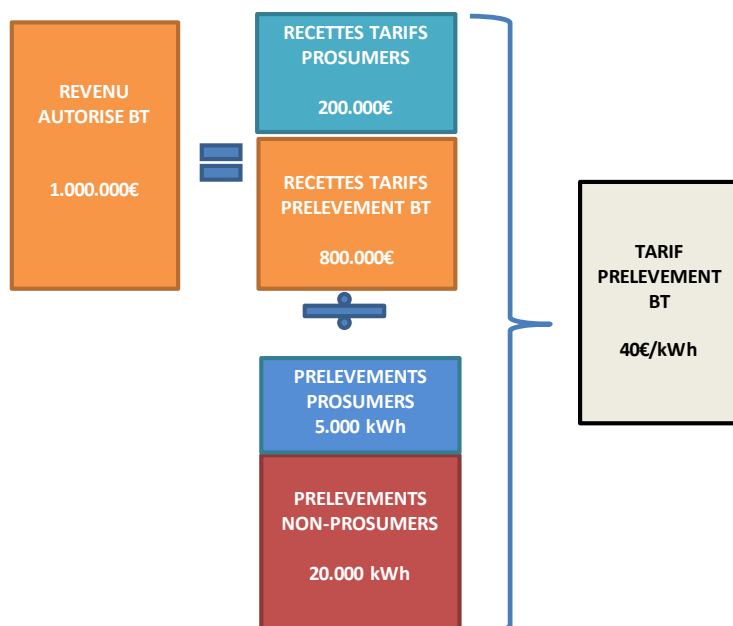 REVENU
AUTORISE BT
1.000.000€
RECETTES TARIFS
PROSUMERS
200.000€
RECETTES TARIFS
PRELEVEMENT BT
800.000€
PRELEVEMENTS
PROSUMERS
5.000 kWh
PRELEVEMENTS
NON-PROSUMERS
20.000 kWh
TARIF
PRELEVEMENT
BT
40€/kWh